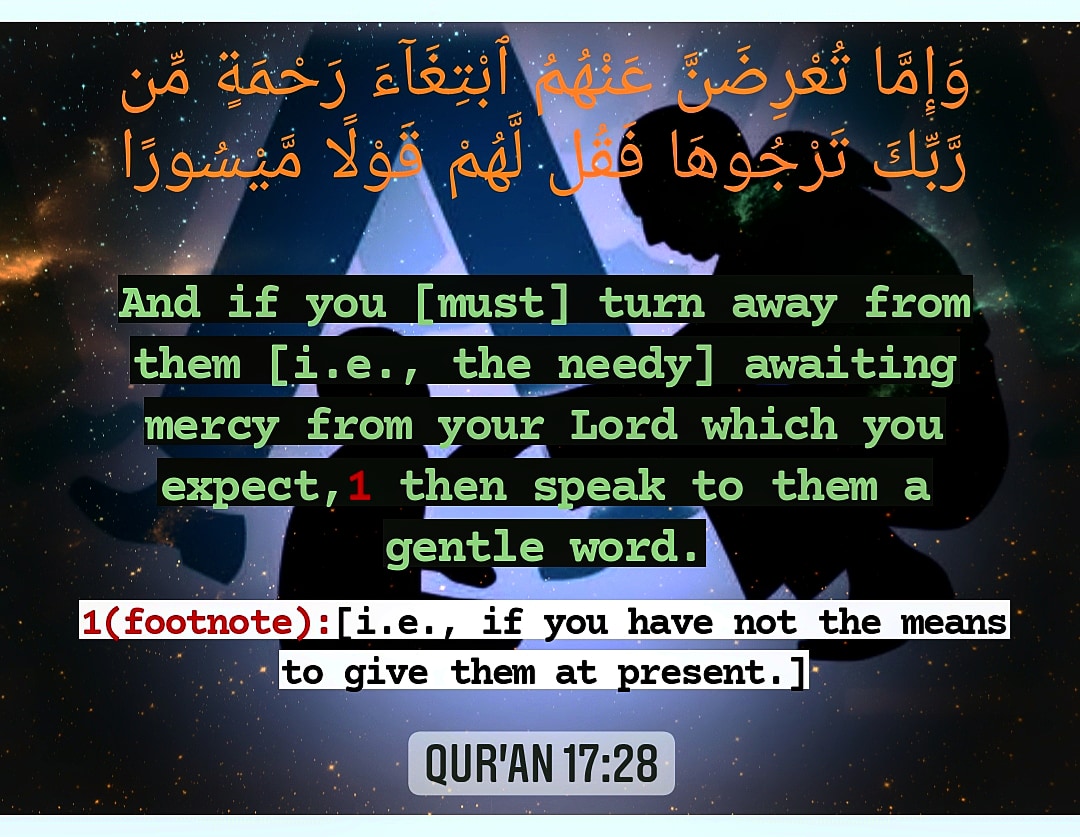 وَإِمَّا تُعْرِضَنَّ عَنْهُمُ ٱبْتِغَآءَ رَحْمَةٍ مِّن
رَّبِّكَ تَرْجُوهَا فَقُل لَّهُمْ قَوْلًا مَّيْسُورًا
And if you [must] turn away from
them [i.e., the needy] awaiting
mercy from your Lord which you
expect,1 then speak to them a
gentle word.
1(footnote):[i.e., if you have not the means
to give them at present.]
QUR'AN 17:28